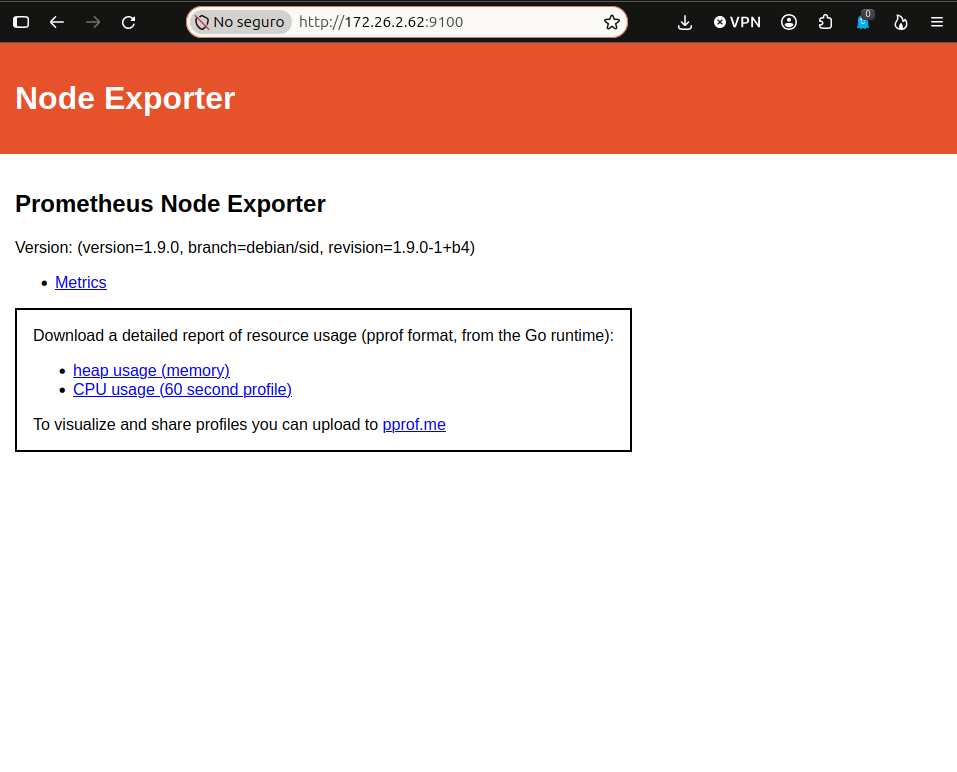 No seguro http://172.26.2.62:9100 VPN 0
Node Exporter
Prometheus Node Exporter
Version: (version=1.9.0, branch=debian/sid, revision=1.9.0-1+b4)
Metrics
Download a detailed report of resource usage (pprof format, from the Go runtime):
heap usage (memory)
CPU usage (60 second profile)
To visualize and share profiles you can upload to pprof.me